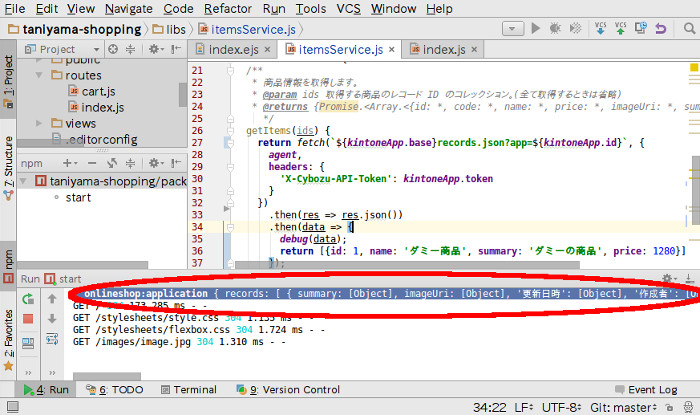 File Edit View Navigate Code Refactor Run Tools VCS Window Help
taniyama-shopping libs itemsService.js
VCS VCS
1: Project
Project
index.ejs itemsService.js index.js
public
routes
cart.js
index.js
views
.editorconfig
7: Structure
npm
taniyama-shopping/pack
start
npm
2: Favorites
21 /**
22 * 商品情報を取得します。
23 * @param ids 取得する商品のレコード ID のコレクション。(全て取得するときは省略)
24 * @returns {Promise.<Array.<{id: *, code: *, name: *, price: *, imageUri: *, sum
25 */
26 getItems(ids) {
27 return fetch(`${kintoneApp.base}records.json?app=${kintoneApp.id}`, {
28 agent,
29 headers: {
30 'X-Cybozu-API-Token': kintoneApp.token
31 }
32 })
33 .then(res => res.json())
34 .then(data => {
35 debug(data);
36 return [{id: 1, name: 'ダミー商品', summary: 'ダミーの商品', price: 1280}]
37 });
Run start
onlineshop:application { records: [ { summary: [Object], imageUri: [Object], '更新日時': [Object], '作成者': [O
GET / 173.285 ms - -
GET /stylesheets/style.css 304 1.155 ms - -
GET /stylesheets/flexbox.css 304 1.724 ms - -
GET /images/image.jpg 304 1.310 ms - -
4: Run 6: TODO Terminal 9: Version Control Event Log
34:22 LF÷ UTF-8÷ Git: master÷